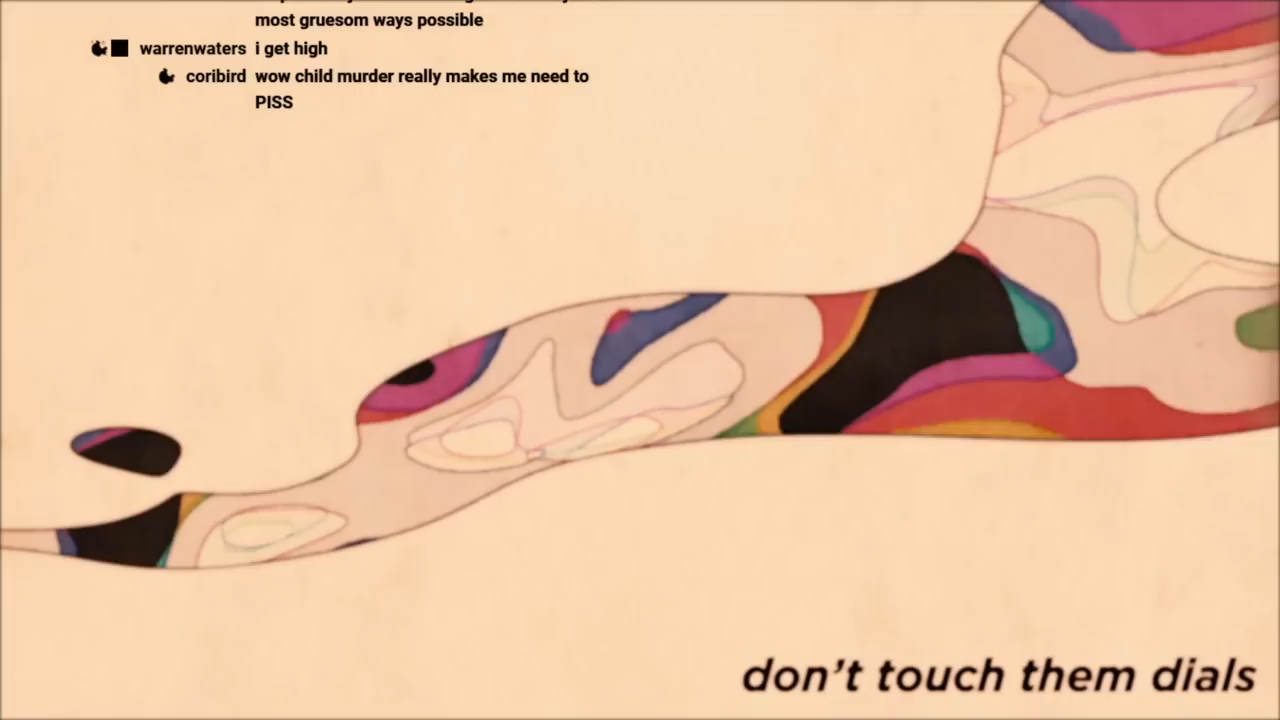 most gruesom ways possible
warrenwaters i get high
coribird wow child murder really makes me need to
PISS
don't touch them dials